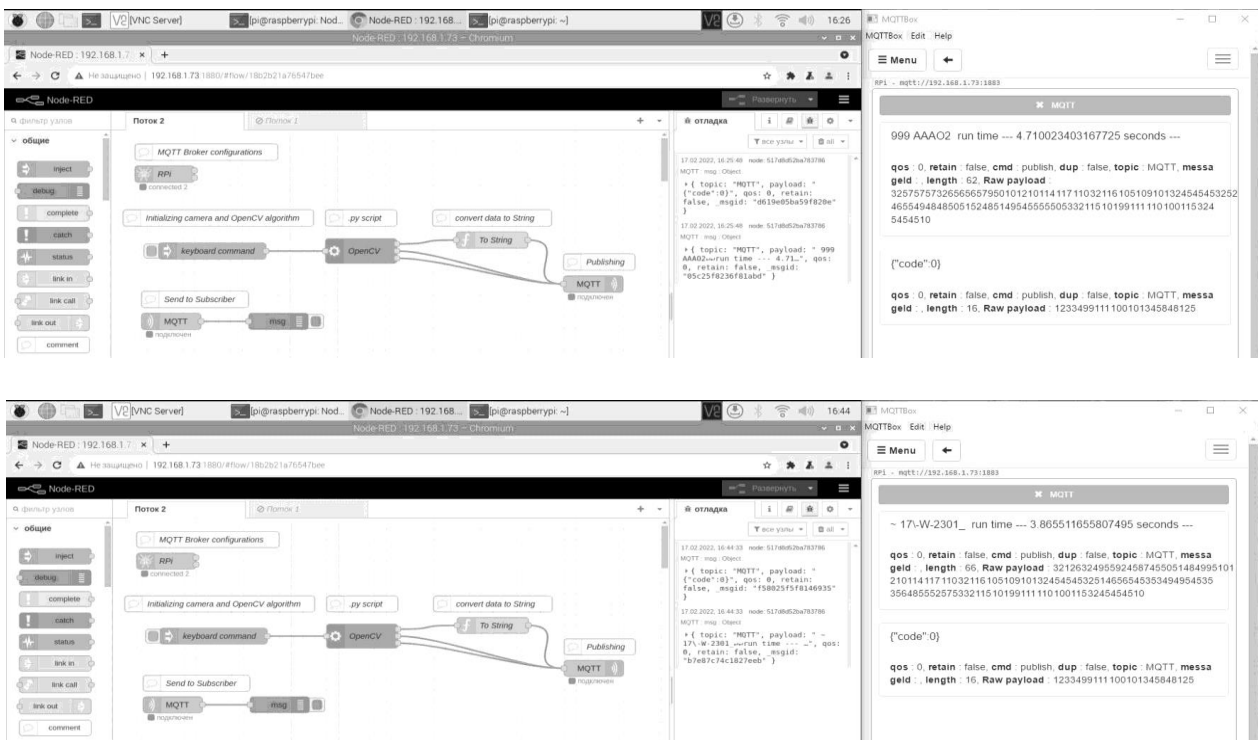 VNC Server]
[pi@raspberrypi: Nod...
Node-RED : 192.168....
[pi@raspberrypi: ~]
16:26
Node-RED : 192.168.1.73 – Chromium
Node-RED : 192.168.1.7
Не защищено | 192.168.1.73:1880/#flow/18b2b21a76547bee
Node-RED
Развернуть
фильтр узлов
Поток 2
Поток 1
отладка
общие
inject
debug
complete
catch
status
link in
link call
link out
comment
MQTT Broker configurations
RPi
connected 2
Initializing camera and OpenCV algorithm
.py script
convert data to String
keyboard command
OpenCV
To String
Publishing
MQTT
подключен
Send to Subscriber
MQTT
msg
подключен
все узлы
all
17.02.2022, 16:25:49 node: 517d8d52ba783786
MQTT : msg : Object
{ topic: "MQTT", payload: "
{"code":0}", qos: 0, retain:
false, _msgid: "d619e05ba59f820e"
}
17.02.2022, 16:25:49 node: 517d8d52ba783786
MQTT : msg : Object
{ topic: "MQTT", payload: " 999
AAAO2↵↵run time --- 4.71…", qos:
0, retain: false, _msgid:
"05c25f8236f81abd" }
MQTTBox
MQTTBox Edit Help
Menu
RPi - mqtt://192.168.1.73:1883
MQTT
999 AAAO2 run time --- 4.710023403167725 seconds ---
qos : 0, retain : false, cmd : publish, dup : false, topic : MQTT, messa
geId : , length : 62, Raw payload :
{"code":0}
qos : 0, retain : false, cmd : publish, dup : false, topic : MQTT, messa
geId : , length : 16, Raw payload : 1233499111100101345848125
VNC Server]
[pi@raspberrypi: Nod...
Node-RED : 192.168....
[pi@raspberrypi: ~]
16:44
Node-RED : 192.168.1.73 – Chromium
Node-RED : 192.168.1.7
Не защищено | 192.168.1.73:1880/#flow/18b2b21a76547bee
Node-RED
Развернуть
фильтр узлов
Поток 2
Поток 1
отладка
общие
inject
debug
complete
catch
status
link in
link call
link out
comment
MQTT Broker configurations
RPi
connected 2
Initializing camera and OpenCV algorithm
.py script
convert data to String
keyboard command
OpenCV
To String
Publishing
MQTT
подключен
Send to Subscriber
MQTT
msg
подключен
все узлы
all
17.02.2022, 16:44:33 node: 517d8d52ba783786
MQTT : msg : Object
{ topic: "MQTT", payload: "
{"code":0}", qos: 0, retain:
false, _msgid: "f58025f5f8146935"
}
17.02.2022, 16:44:33 node: 517d8d52ba783786
MQTT : msg : Object
{ topic: "MQTT", payload: " ~
17\-W-2301_↵↵run time --- …", qos:
0, retain: false, _msgid:
"b7e87c74c1827eeb" }
MQTTBox
MQTTBox Edit Help
Menu
RPi - mqtt://192.168.1.73:1883
MQTT
~ 17\-W-2301_ run time --- 3.865511655807495 seconds ---
qos : 0, retain : false, cmd : publish, dup : false, topic : MQTT, messa
geId : , length : 66, Raw payload :
{"code":0}
qos : 0, retain : false, cmd : publish, dup : false, topic : MQTT, messa
geId : , length : 16, Raw payload : 1233499111100101345848125